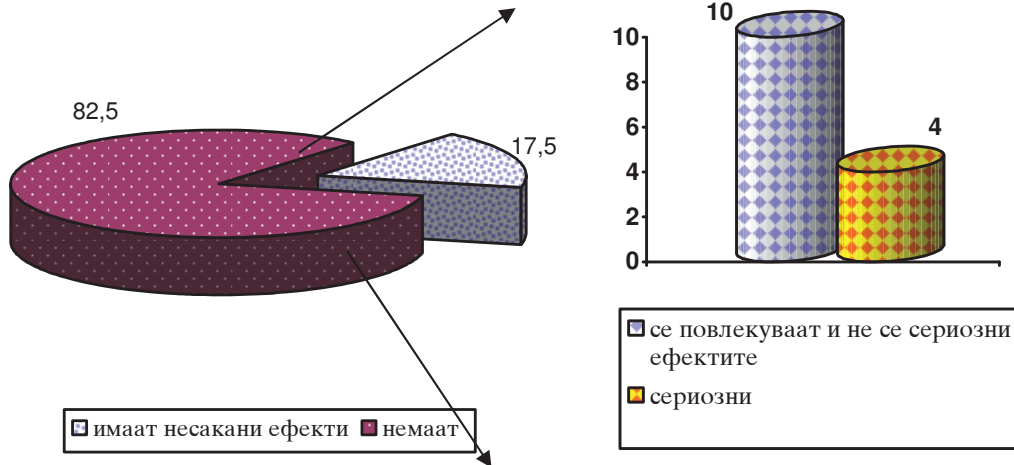 82,5
17,5
имаат несакани ефекти немаат
10
4
10
8
6
4
2
0
се повлекуваат и не се сериозни
ефектите
сериозни